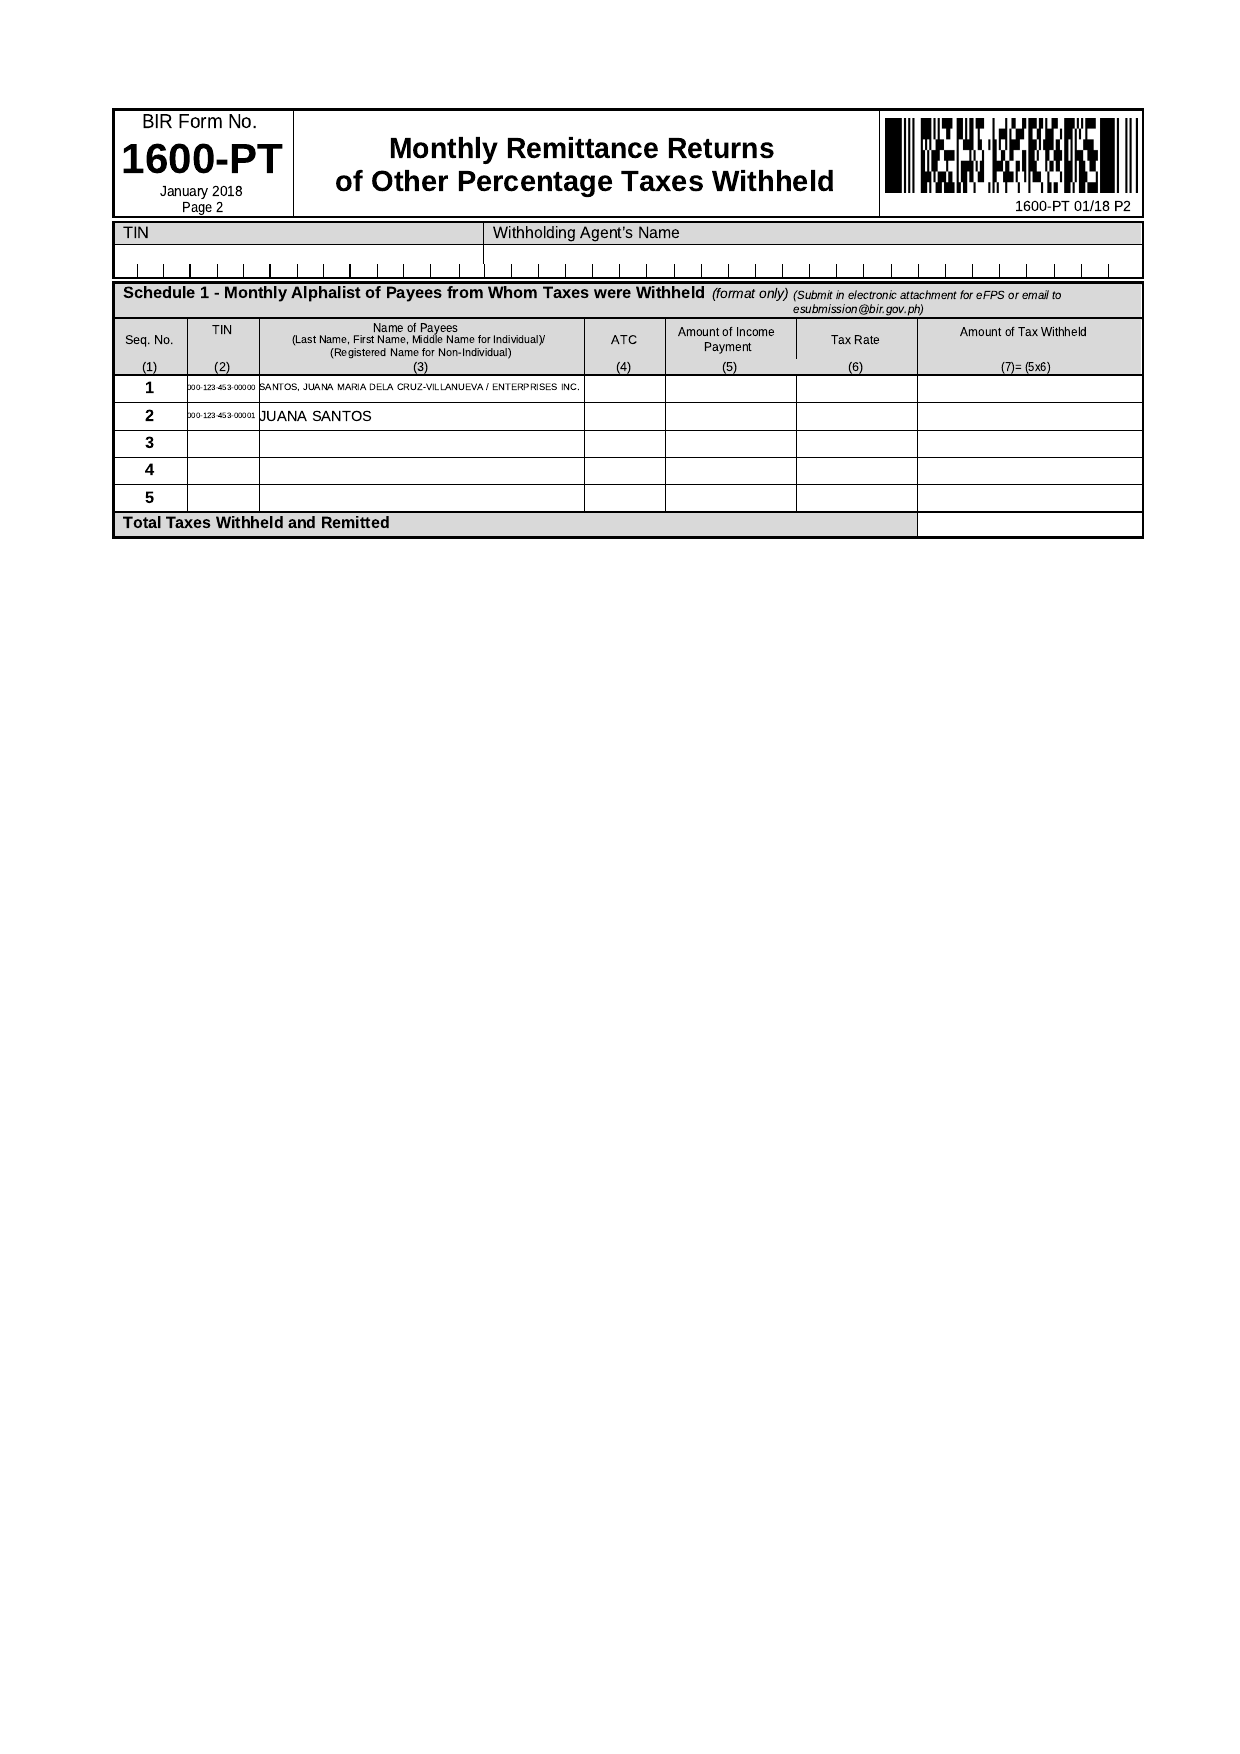 BIR Form No.
1600-PT
January 2018
Page 2
Monthly Remittance Returns
of Other Percentage Taxes Withheld
1600-PT 01/18 P2
TIN
Withholding Agent's Name
Schedule 1 - Monthly Alphalist of Payees from Whom Taxes were Withheld (format only) (Submit in electronic attachment for eFPS or email to
esubmission@bir.gov.ph)
Seq. No.
(1)
TIN
(2)
Name of Payees
(Last Name, First Name, Middle Name for Individual)/
(Registered Name for Non-Individual)
(3)
ATC
(4)
Amount of Income
Payment
(5)
Tax Rate
(6)
Amount of Tax Withheld
(7)= (5x6)
1 000-123-453-00000 SANTOS, JUANA MARIA DELA CRUZ-VILLANUEVA / ENTERPRISES INC.
2 000-123-453-00001 JUANA SANTOS
3
4
5
Total Taxes Withheld and Remitted